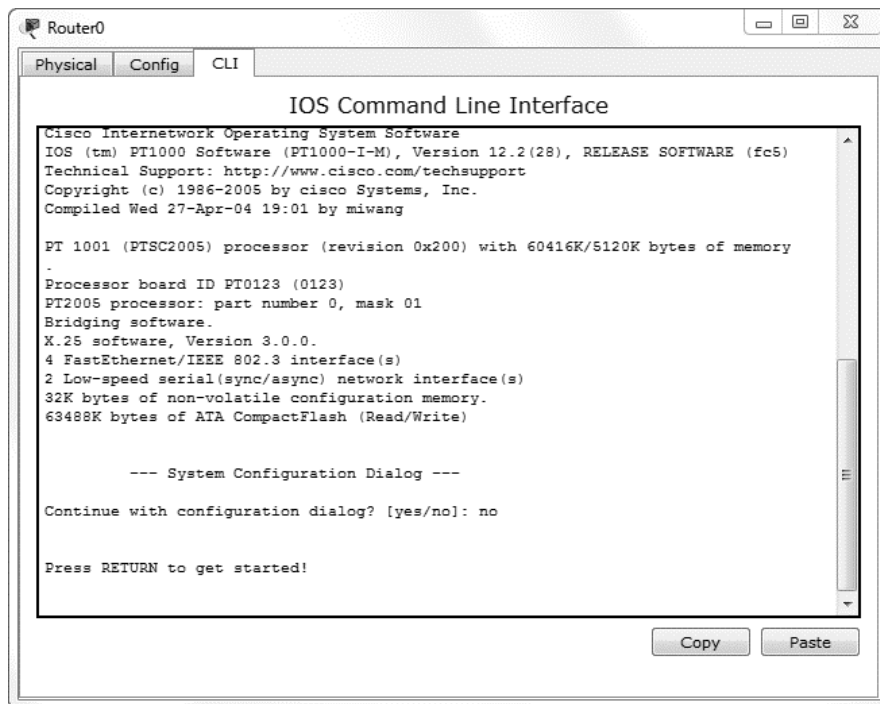 Router0
Physical Config CLI
IOS Command Line Interface
Cisco Internetwork Operating System Software
IOS (tm) PT1000 Software (PT1000-I-M), Version 12.2(28), RELEASE SOFTWARE (fc5)
Technical Support: http://www.cisco.com/techsupport
Copyright (c) 1986-2005 by cisco Systems, Inc.
Compiled Wed 27-Apr-04 19:01 by miwang
PT 1001 (PTSC2005) processor (revision 0x200) with 60416K/5120K bytes of memory
.
Processor board ID PT0123 (0123)
PT2005 processor: part number 0, mask 01
Bridging software.
X.25 software, Version 3.0.0.
4 FastEthernet/IEEE 802.3 interface(s)
2 Low-speed serial(sync/async) network interface(s)
32K bytes of non-volatile configuration memory.
63488K bytes of ATA CompactFlash (Read/Write)
--- System Configuration Dialog ---
Continue with configuration dialog? [yes/no]: no
Press RETURN to get started!
Copy Paste